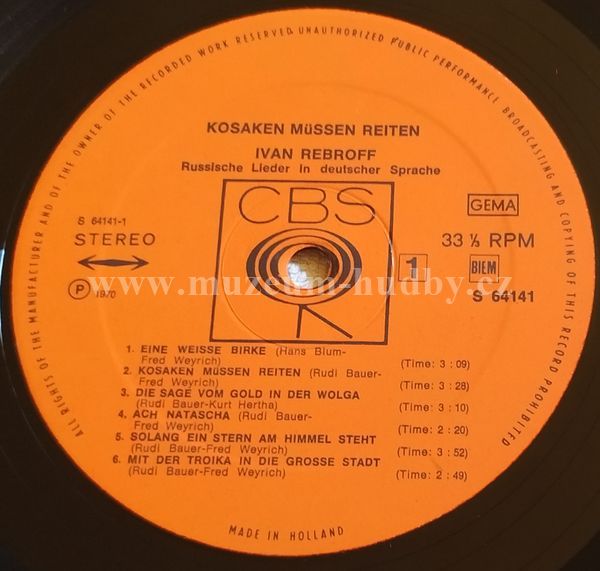 ALL RIGHTS OF THE MANUFACTURER AND OF THE OWNER OF THE RECORDED WORK RESERVED. UNAUTHORIZED PUBLIC PERFORMANCE BROADCASTING AND COPYING OF THIS RECORD PROHIBITED
KOSAKEN MüSSEN REITEN
IVAN REBROFF
Russische Lieder in deutscher Sprache
CBS
S 64141-1
STEREO
GEMA
33 ⅓ RPM
1
BIEM
S 64141
P 1970
www.muzeum-hudby.cz
1. EINE WEISSE BIRKE (Hans Blum-
Fred Weyrich) (Time: 3 : 09)
2. KOSAKEN MüSSEN REITEN (Rudi Bauer-
Fred Weyrich) (Time: 3 : 28)
3. DIE SAGE VOM GOLD IN DER WOLGA
(Rudi Bauer-Kurt Hertha) (Time: 3 : 10)
4. ACH NATASCHA (Rudi Bauer-
Fred Weyrich) (Time: 2 : 20)
5. SOLANG EIN STERN AM HIMMEL STEHT
(Rudi Bauer-Fred Weyrich) (Time: 3 : 52)
6. MIT DER TROIKA IN DIE GROSSE STADT
(Rudi Bauer-Fred Weyrich) (Time: 2 : 49)
MADE IN HOLLAND